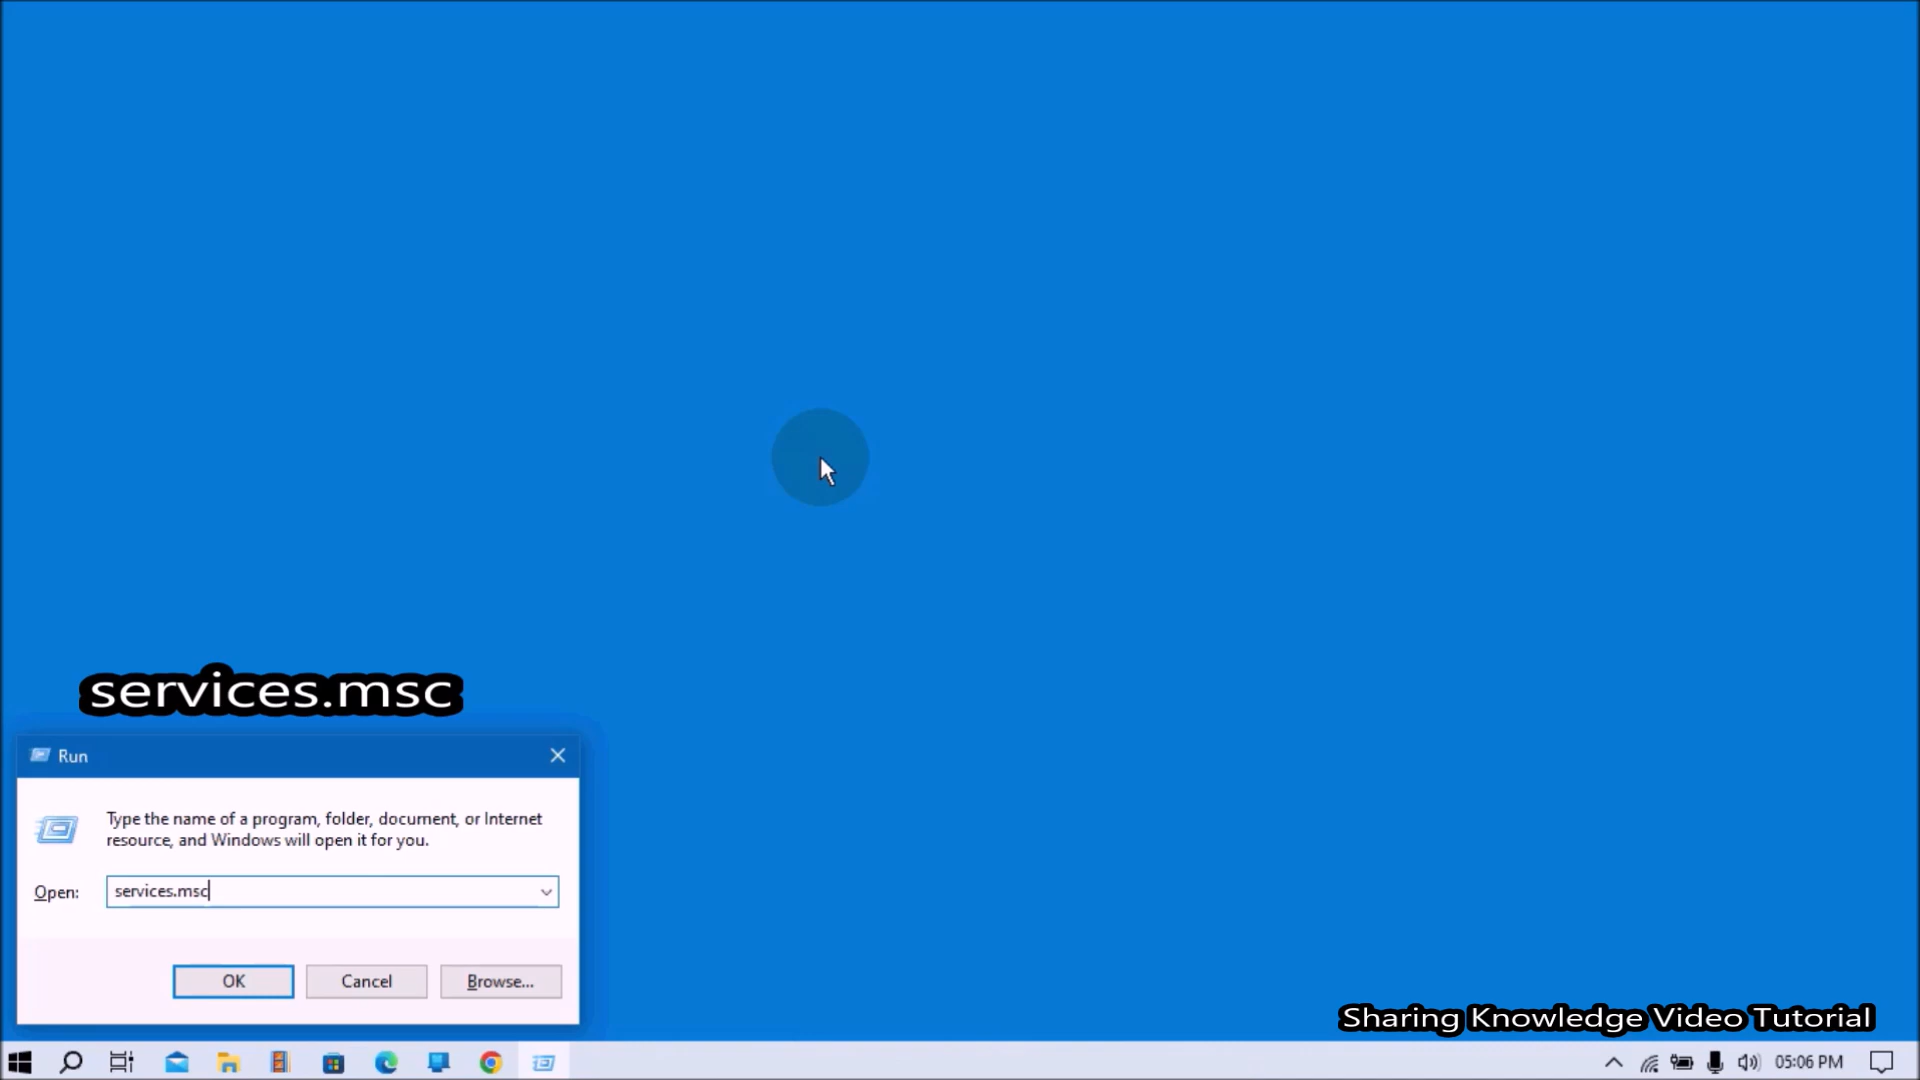 services.msc
Run
Type the name of a program, folder, document, or Internet
resource, and Windows will open it for you.
Open: services.msc
OK Cancel Browse...
Sharing Knowledge Video Tutorial
05:06 PM